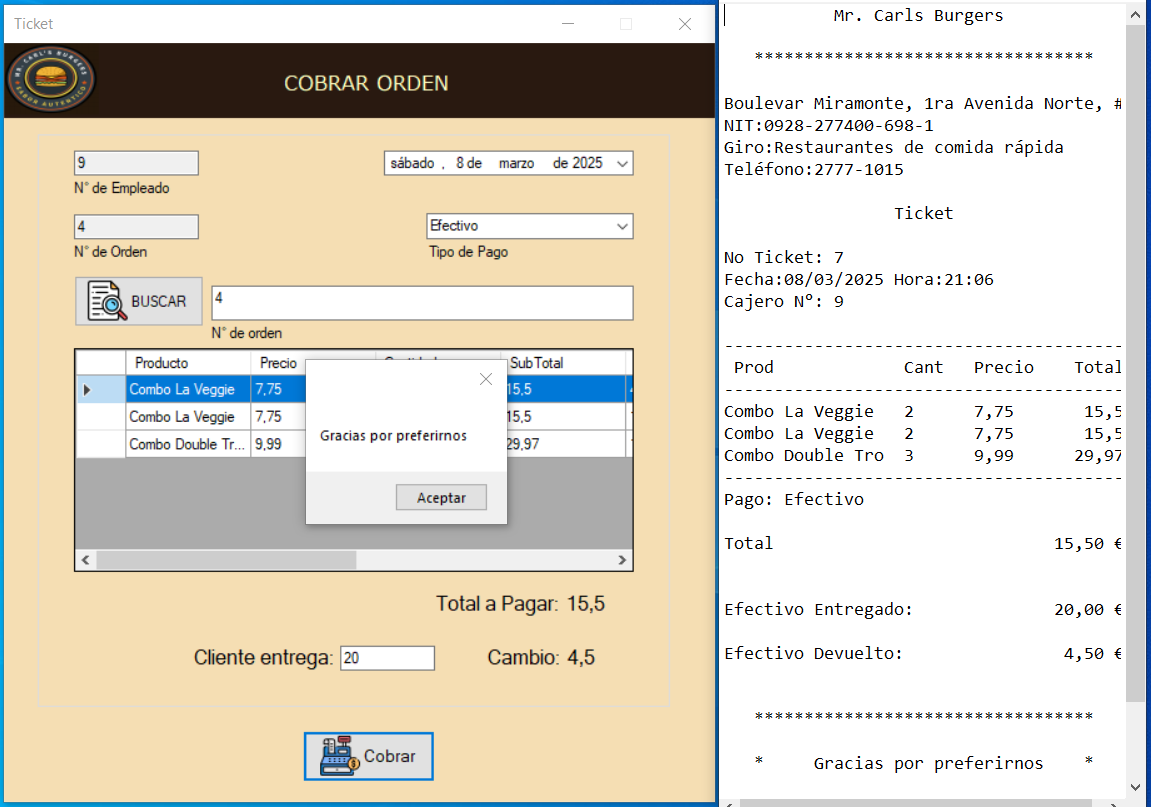 Ticket
MR. CARL'S BURGERS
SABOR AUTENTICO
COBRAR ORDEN
9
sábado , 8 de marzo de 2025
N° de Empleado
4
Efectivo
N° de Orden
Tipo de Pago
BUSCAR
4
N° de orden
Producto Precio SubTotal
Combo La Veggie 7,75 15,5
Combo La Veggie 7,75 15,5
Combo Double Tr... 9,99 29,97
Gracias por preferirnos
Aceptar
Total a Pagar: 15,5
Cliente entrega: 20 Cambio: 4,5
Cobrar
Mr. Carls Burgers
**********************************
Boulevar Miramonte, 1ra Avenida Norte, #
NIT:0928-277400-698-1
Giro:Restaurantes de comida rápida
Teléfono:2777-1015
Ticket
No Ticket: 7
Fecha:08/03/2025 Hora:21:06
Cajero Nº: 9
----------------------------------------
Prod Cant Precio Total
----------------------------------------
Combo La Veggie 2 7,75 15,5
Combo La Veggie 2 7,75 15,5
Combo Double Tro 3 9,99 29,97
----------------------------------------
Pago: Efectivo
Total 15,50 €
Efectivo Entregado: 20,00 €
Efectivo Devuelto: 4,50 €
**********************************
* Gracias por preferirnos *